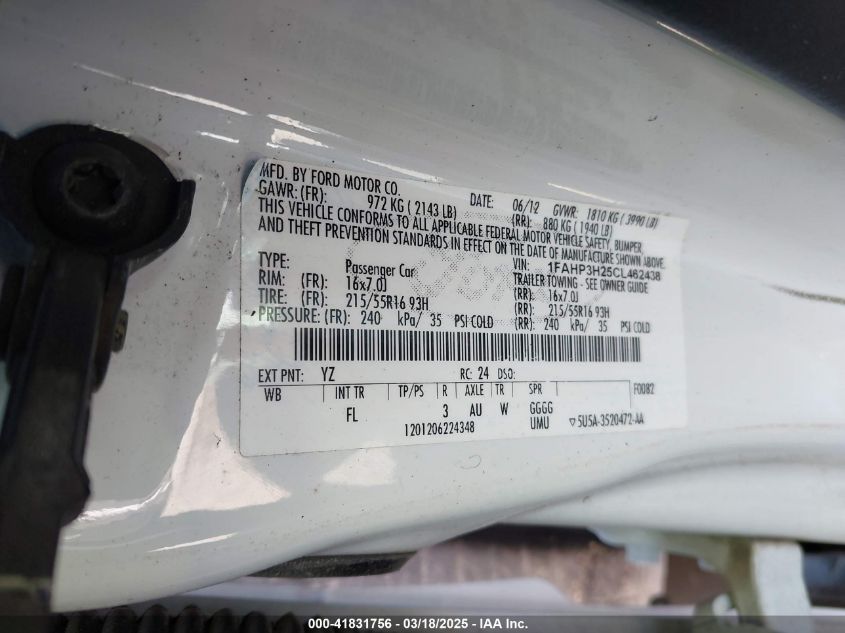 MFD. BY FORD MOTOR CO.
DATE: 06/12 GVWR: 1810 KG ( 3990 LB)
GAWR: (FR): 972 KG ( 2143 LB) (RR): 880 KG ( 1940 LB)
THIS VEHICLE CONFORMS TO ALL APPLICABLE FEDERAL MOTOR VEHICLE SAFETY, BUMPER
AND THEFT PREVENTION STANDARDS IN EFFECT ON THE DATE OF MANUFACTURE SHOWN ABOVE.
VIN: 1FAHP3H25CL462438
TYPE: Passenger Car TRAILER TOWING - SEE OWNER GUIDE
RIM: (FR) 16x7.0J (RR): 16x7.0J
TIRE: (FR): 215/55R16 93H (RR): 215/55R16 93H
PRESSURE: (FR): 240 kPa/ 35 PSI COLD (RR): 240 kPa/ 35 PSI COLD
EXT PNT: YZ RC: 24 DSO: F0082
WB INT TR TP/PS R AXLE TR SPR
FL 3 AU W GGGG
1201206224348 UMU ▽5U5A-3520472-AA
000-41831756 — 03/18/2025 — IAA Inc.